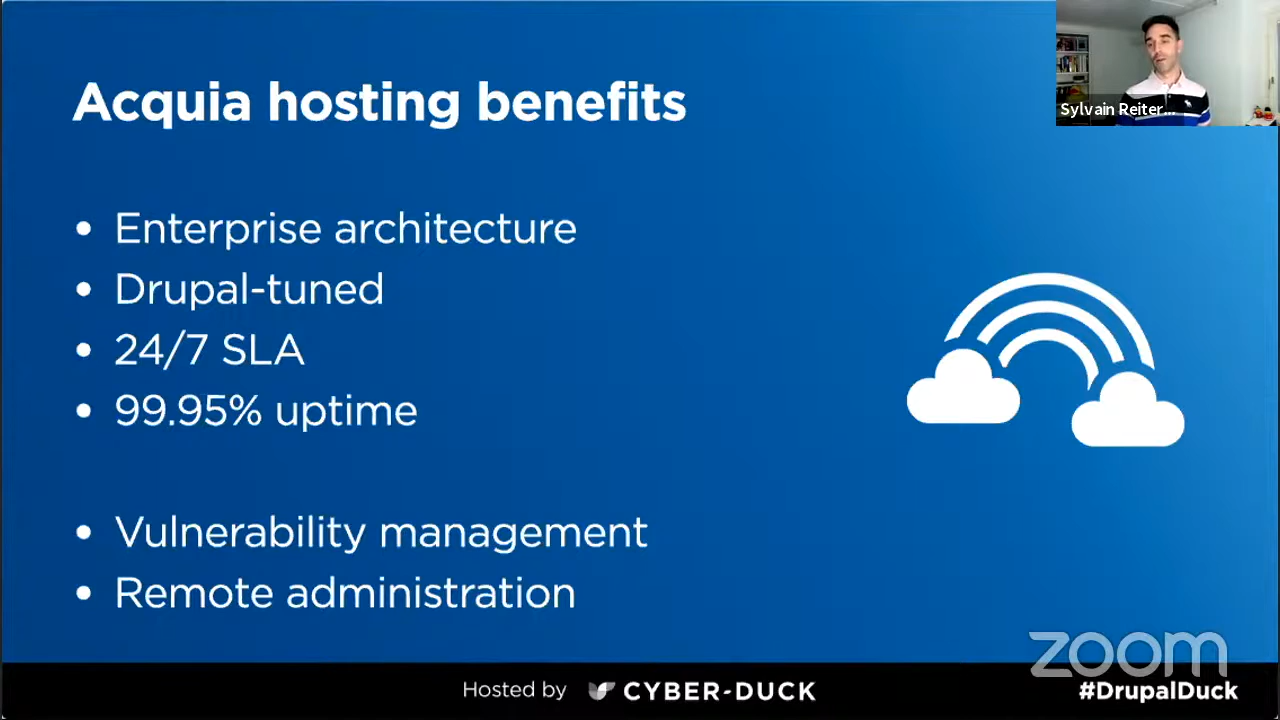 Acquia hosting benefits
Sylvain Reiter...
• Enterprise architecture
• Drupal-tuned
• 24/7 SLA
• 99.95% uptime
• Vulnerability management
• Remote administration
zoom
Hosted by CYBER-DUCK
#DrupalDuck